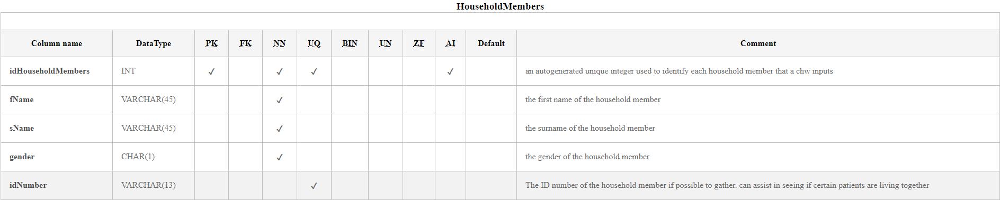 HouseholdMembers
Column name DataType PK FK NN UQ BIN UN ZF AI Default Comment
idHouseholdMembers INT ✓ ✓ ✓ ✓ an autogenerated unique integer used to identify each household member that a chw inputs
fName VARCHAR(45) ✓ the first name of the household member
sName VARCHAR(45) ✓ the surname of the household member
gender CHAR(1) ✓ the gender of the household member
idNumber VARCHAR(13) ✓ The ID number of the household member if possible to gather. can assist in seeing if certain patients are living together